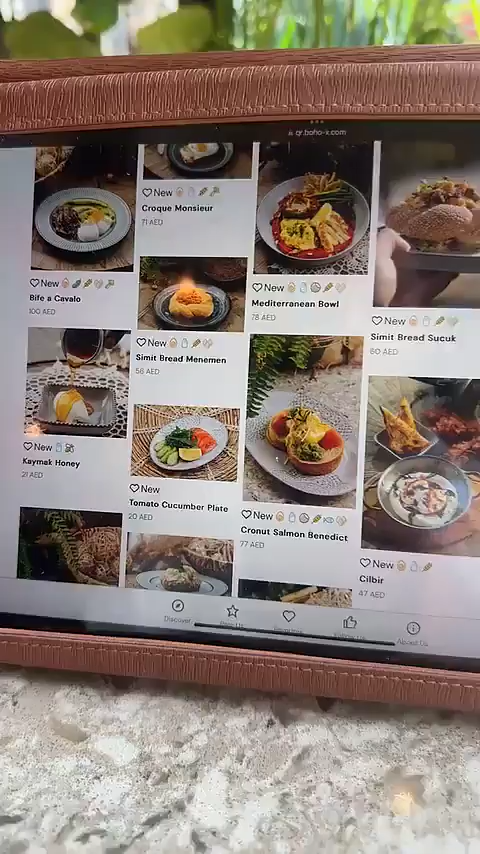 qr.boho-x.com
New
Croque Monsieur
71 AED
New
Bife a Cavalo
100 AED
New
Mediterranean Bowl
78 AED
New
Simit Bread Sucuk
60 AED
New
Simit Bread Menemen
56 AED
New
Kaymak Honey
21 AED
New
Tomato Cucumber Plate
20 AED
New
Cronut Salmon Benedict
77 AED
New
Cilbir
47 AED
Discover
About Us